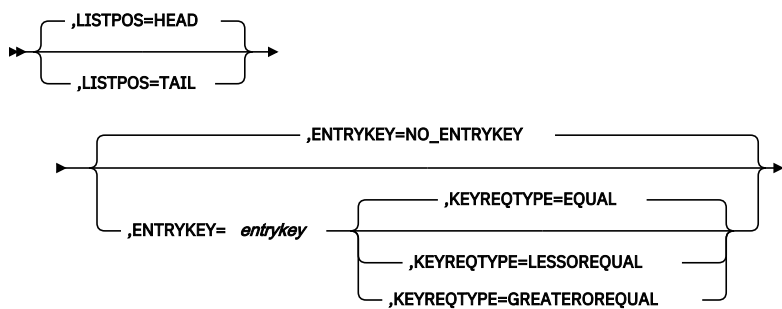 ,LISTPOS=HEAD
,LISTPOS=TAIL
,ENTRYKEY=NO_ENTRYKEY
,KEYREQTYPE=EQUAL
,ENTRYKEY= entrykey
,KEYREQTYPE=LESSOREQUAL
,KEYREQTYPE=GREATEROREQUAL